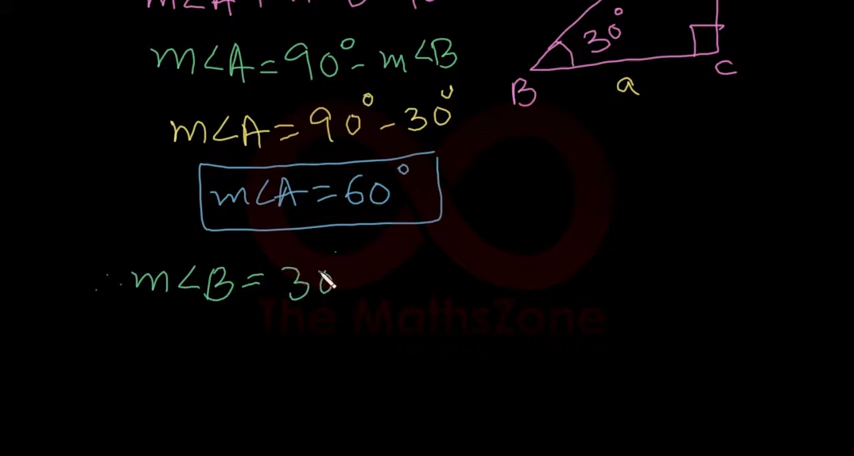 m∠A = 90° - m∠B
30°
B
a
C
m∠A = 90° - 30°
m∠A = 60°
∴ m∠B = 30
The MathsZone